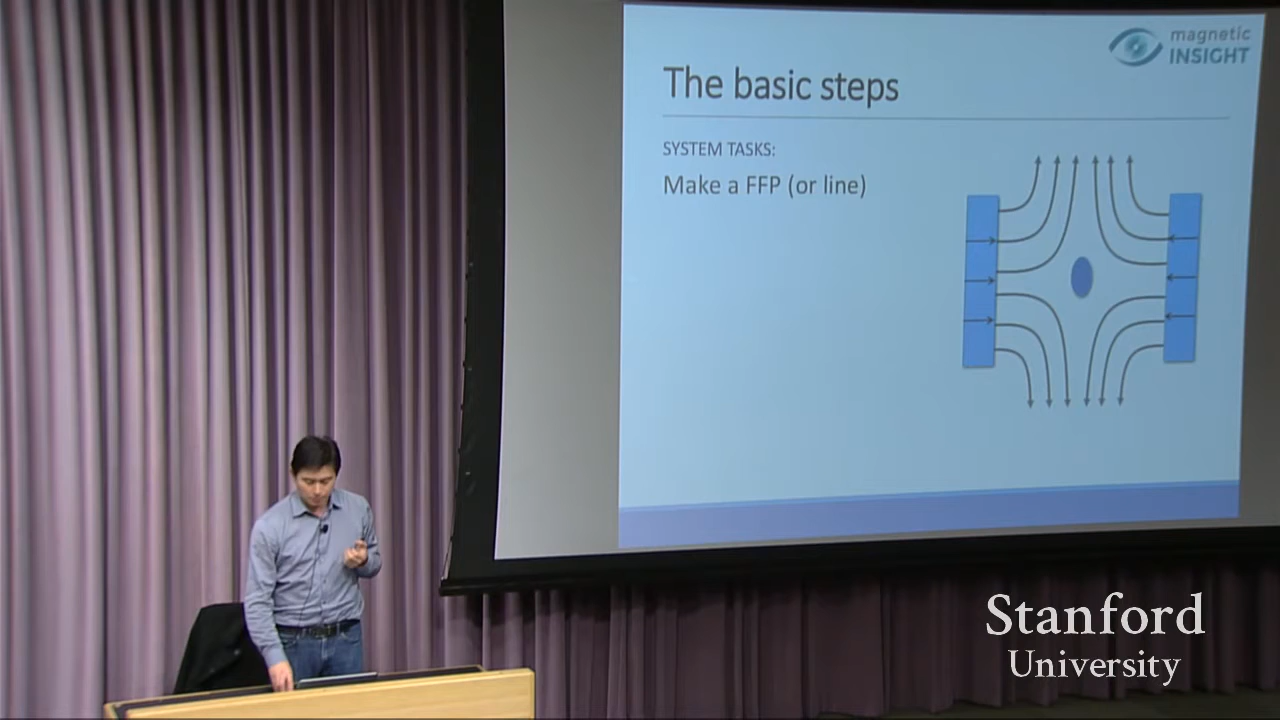 magnetic
INSIGHT
The basic steps
SYSTEM TASKS:
Make a FFP (or line)
Stanford
University